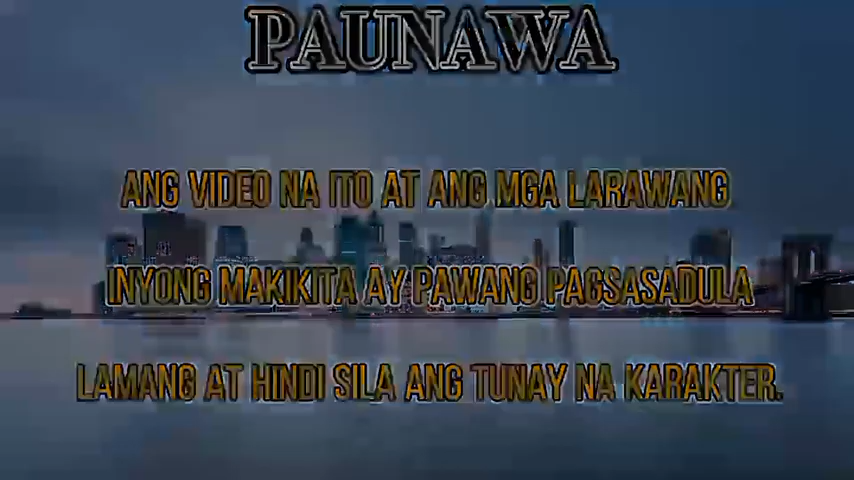 PAUNAWA
ANG VIDEO NA ITO AT ANG MGA LARAWANG
INYONG MAKIKITA AY PAWANG PAGSASADULA
LAMANG AT HINDI SILA ANG TUNAY NA KARAKTER.